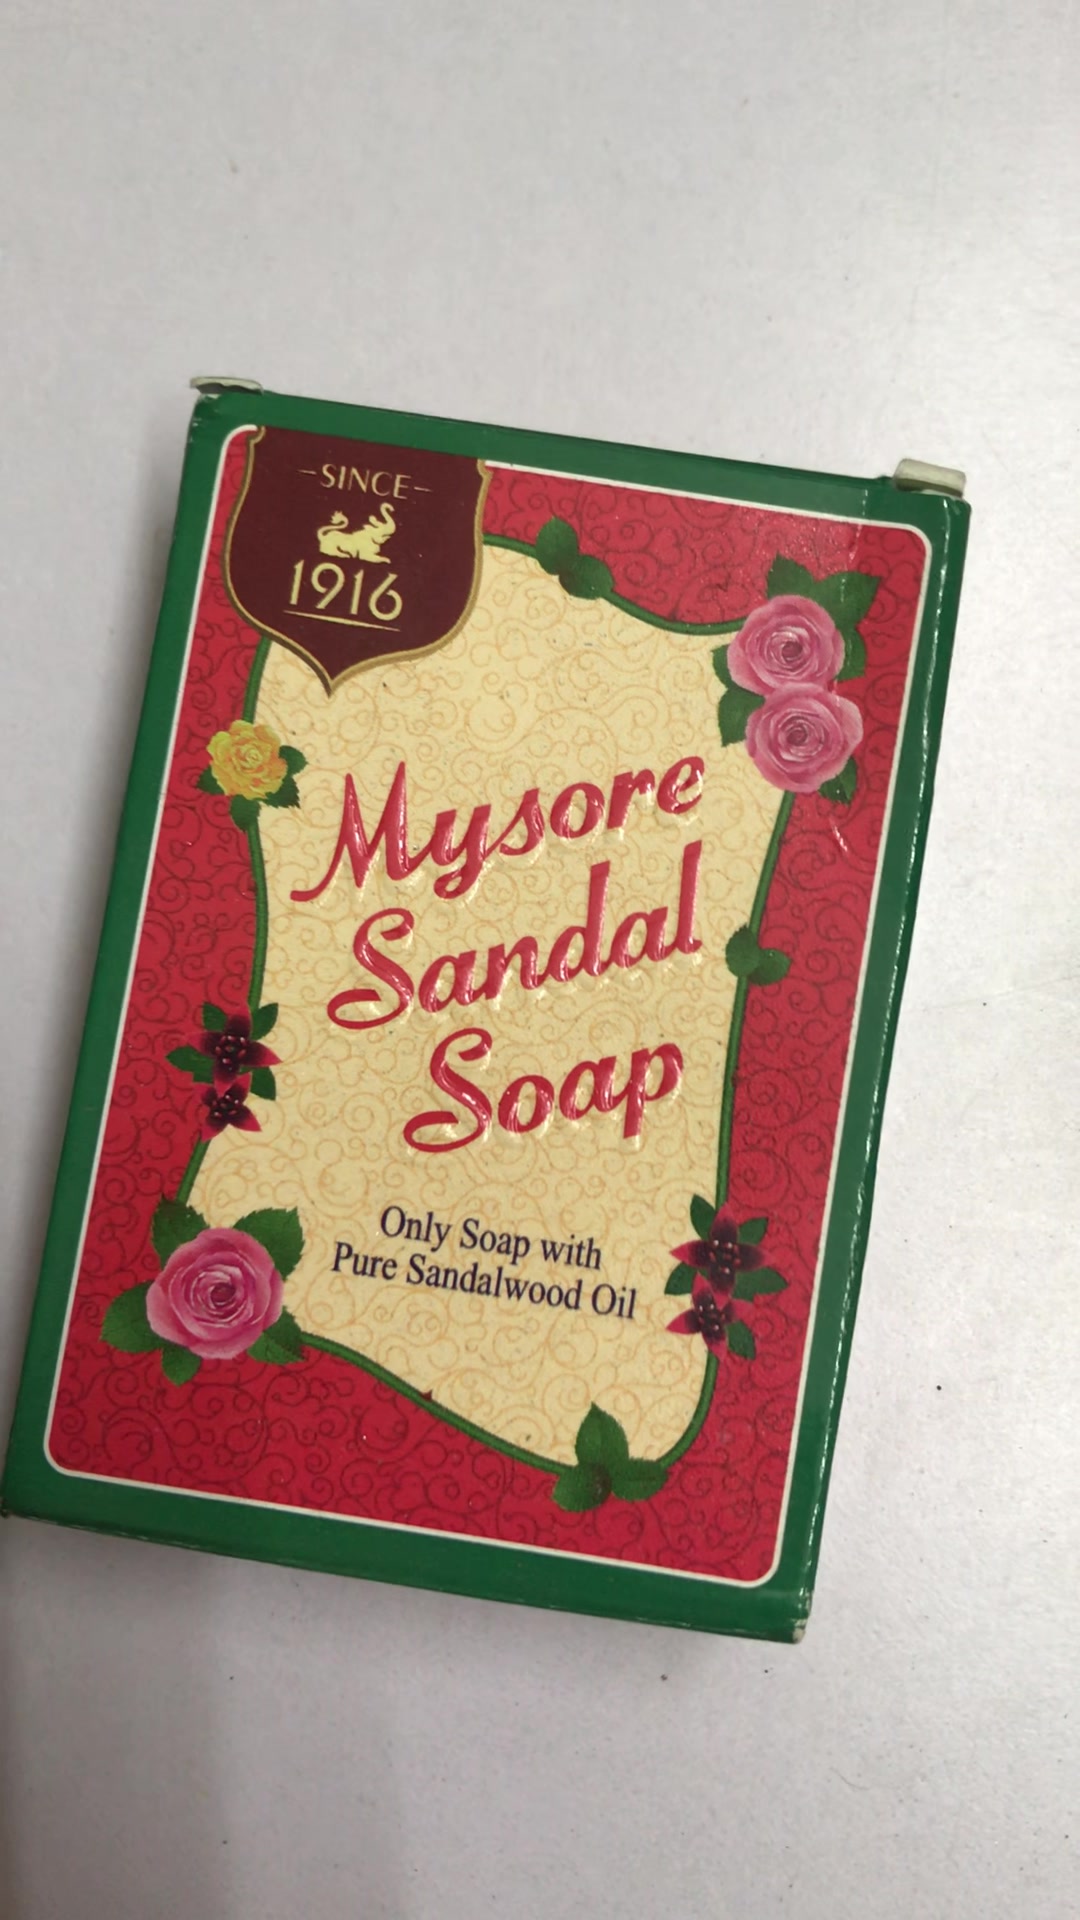 -SINCE-
1916
Mysore
Sandal
Soap
Only Soap with
Pure Sandalwood Oil